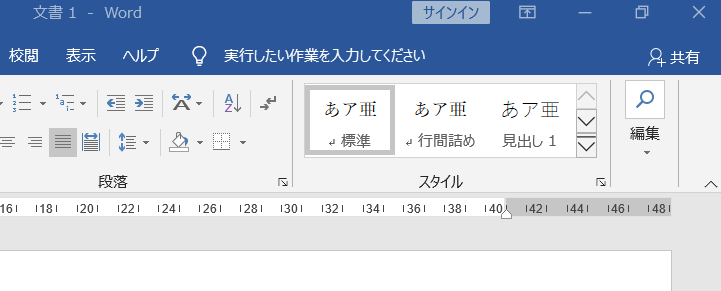 文書 1 - Word サインイン
校閲 表示 ヘルプ 実行したい作業を入力してください 共有
あア亜 あア亜 あア亜
標準 行間詰め 見出し 1 編集
段落 スタイル
16 18 20 22 24 26 28 30 32 34 36 38 40 42 44 46 48